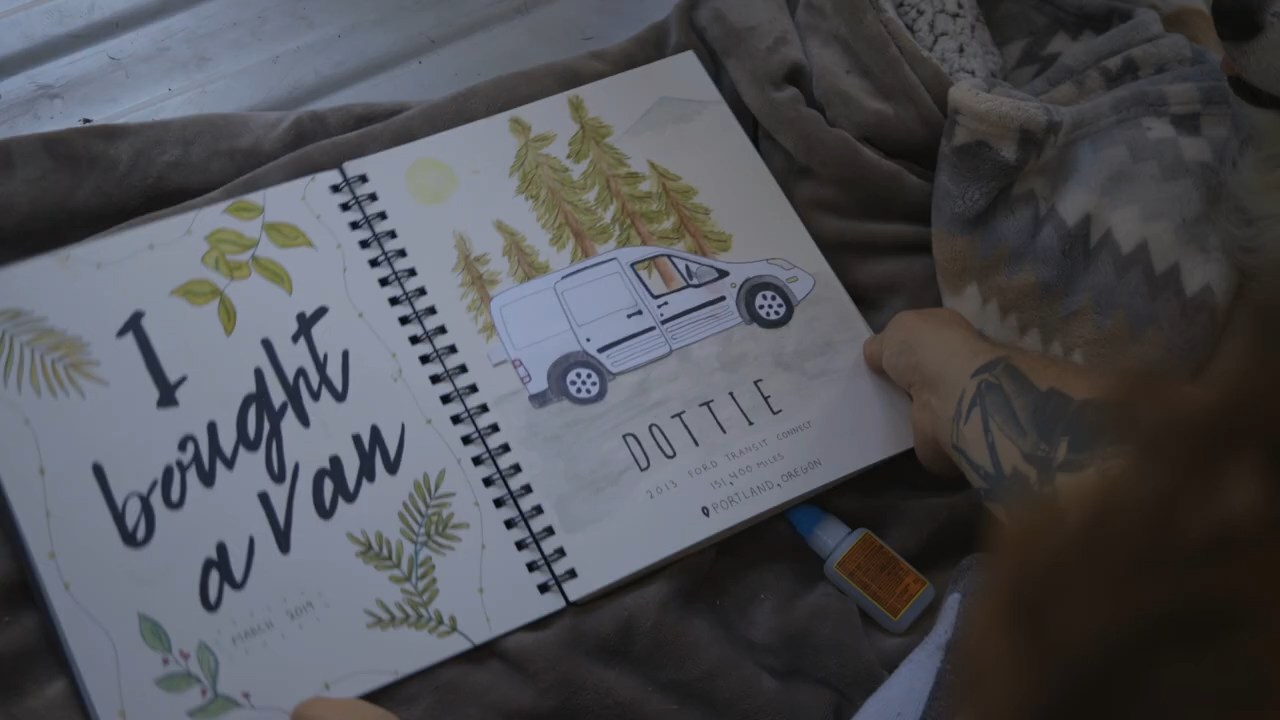 I
bought
a Van
MARCH 2019
DOTTIE
2013 FORD TRANSIT CONNECT
151,400 MILES
PORTLAND, OREGON